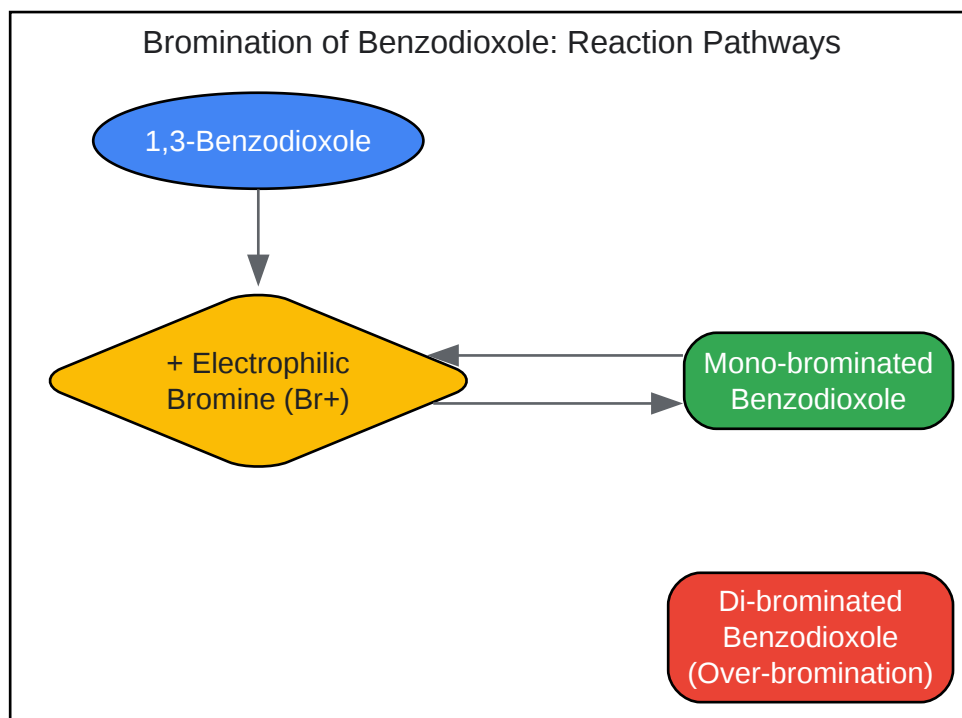 Bromination of Benzodioxole: Reaction Pathways
1,3-Benzodioxole
+ Electrophilic
Bromine (Br+)
Mono-brominated
Benzodioxole
Di-brominated
Benzodioxole
(Over-bromination)